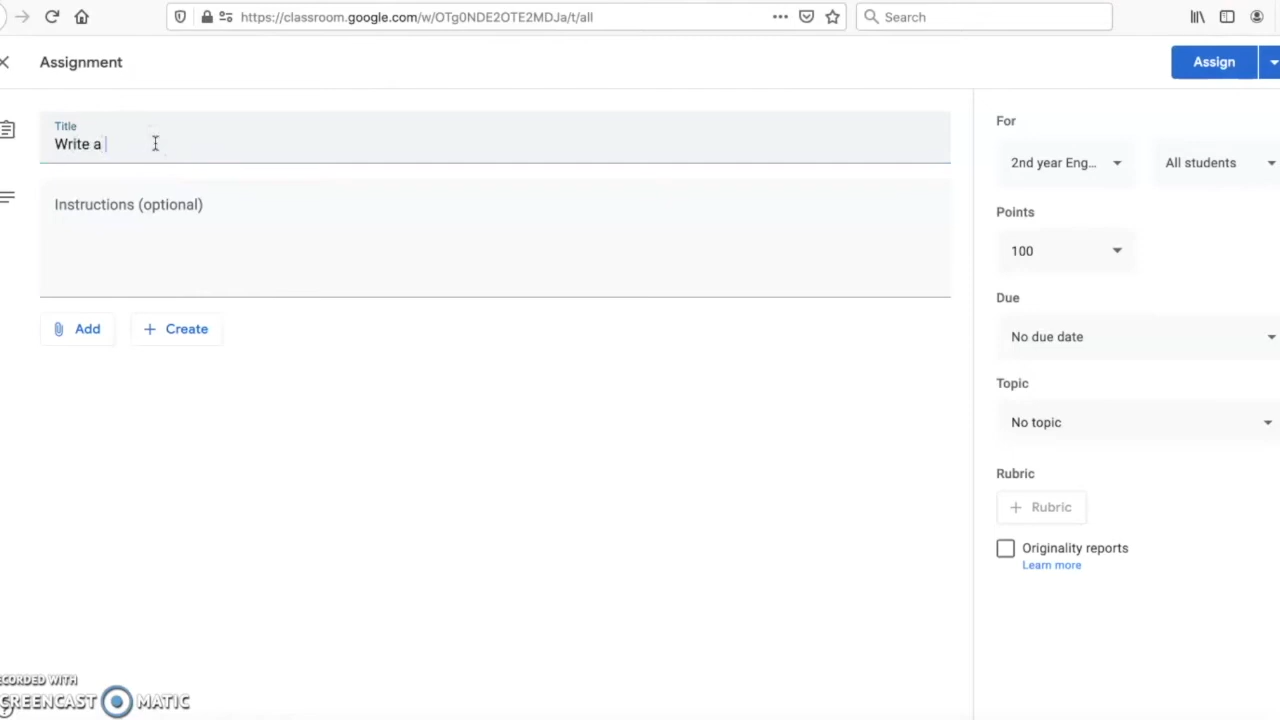 https://classroom.google.com/w/OTg0NDE2OTE2MDJa/t/all
Search
Assignment
Assign
Title
Write a
Instructions (optional)
Add
Create
For
2nd year Eng...
All students
Points
100
Due
No due date
Topic
No topic
Rubric
Rubric
Originality reports
Learn more
ECORDED WITH
CREENCAST MATIC